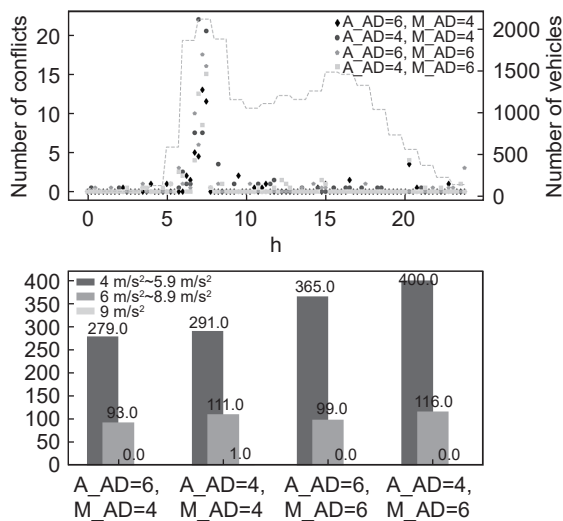 Number of conflicts
20
15
10
5
0
A_AD=6, M_AD=4
A_AD=4, M_AD=4
A_AD=6, M_AD=6
A_AD=4, M_AD=6
2000
1500
1000
500
0
Number of vehicles
0 5 10 15 20
h
400
350
300
250
200
150
100
50
0
4 m/s²~5.9 m/s²
6 m/s²~8.9 m/s²
9 m/s²
279.0 291.0 365.0 400.0
93.0 111.0 99.0 116.0
0.0 1.0 0.0 0.0
A_AD=6, A_AD=4, A_AD=6, A_AD=4,
M_AD=4 M_AD=4 M_AD=6 M_AD=6